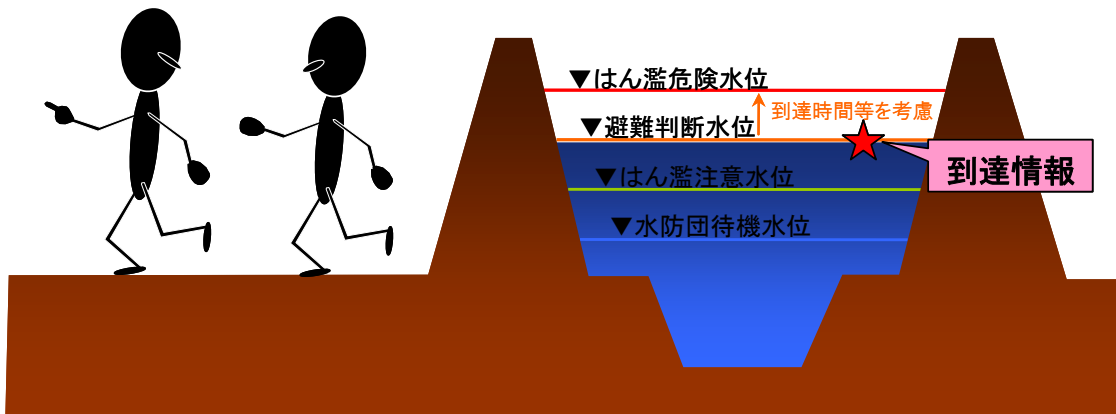 ▼はん濫危険水位
到達時間等を考慮
▼避難判断水位
到達情報
▼はん濫注意水位
▼水防団待機水位